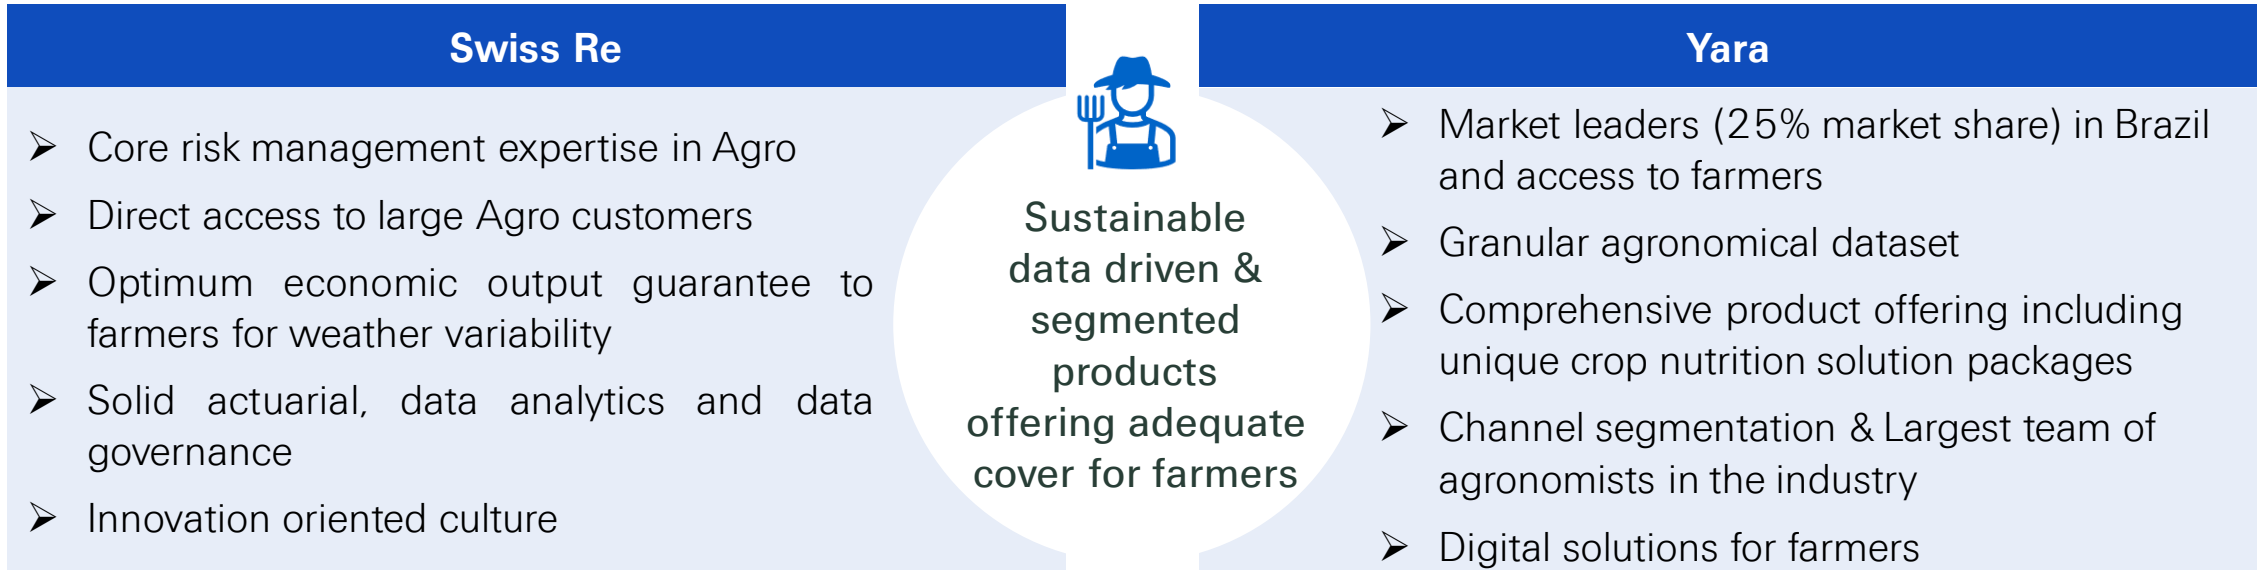 Swiss Re
➢ Core risk management expertise in Agro
➢ Direct access to large Agro customers
➢ Optimum economic output guarantee to
farmers for weather variability
➢ Solid actuarial, data analytics and data
governance
➢ Innovation oriented culture
Sustainable
data driven &
segmented
products
offering adequate
cover for farmers
Yara
➢ Market leaders (25% market share) in Brazil
and access to farmers
➢ Granular agronomical dataset
➢ Comprehensive product offering including
unique crop nutrition solution packages
➢ Channel segmentation & Largest team of
agronomists in the industry
➢ Digital solutions for farmers